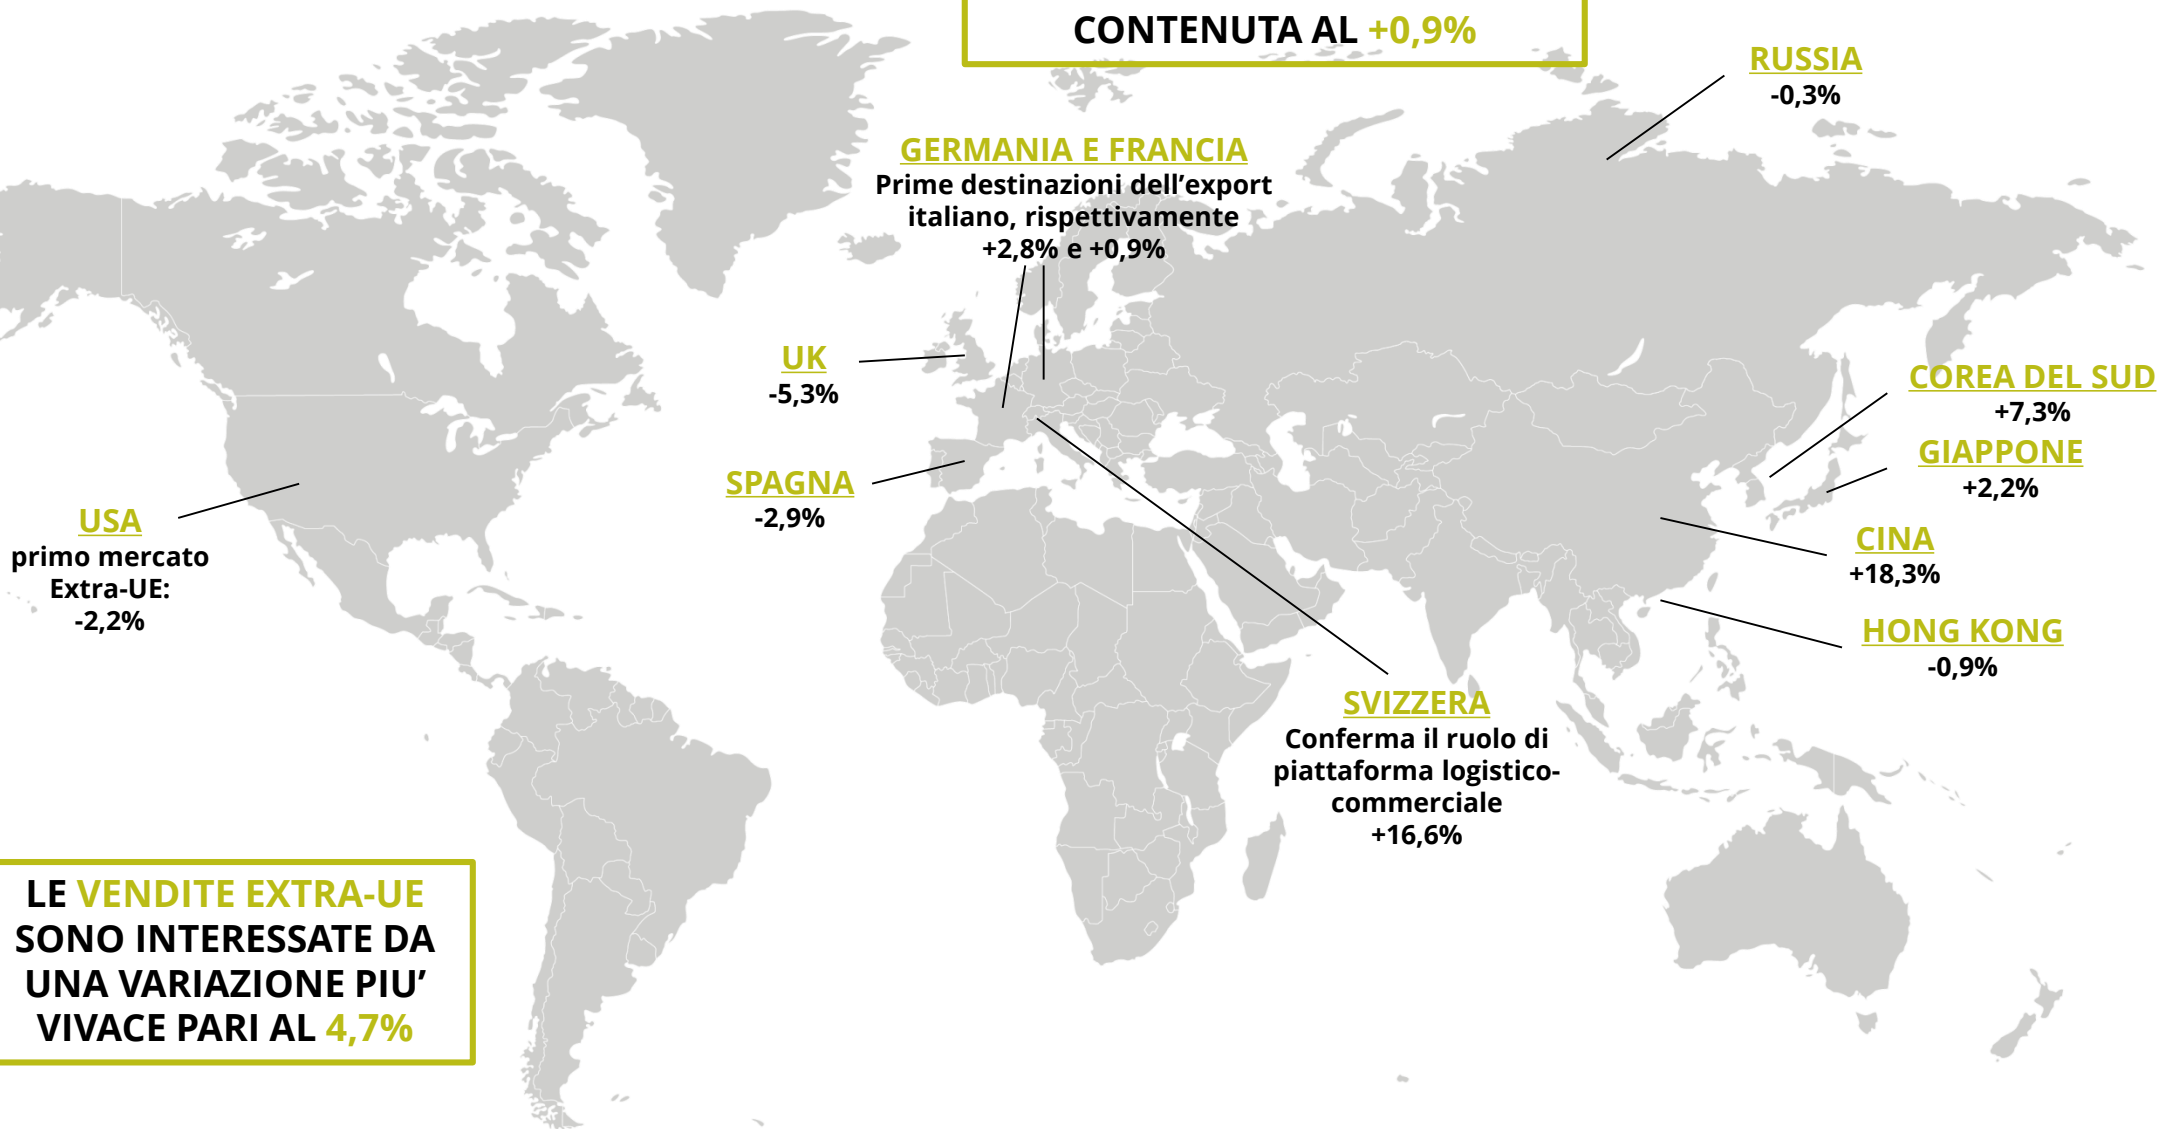 CONTENUTA AL +0,9%
RUSSIA
-0,3%
GERMANIA E FRANCIA
Prime destinazioni dell’export
italiano, rispettivamente
+2,8% e +0,9%
UK
-5,3%
COREA DEL SUD
+7,3%
GIAPPONE
+2,2%
SPAGNA
-2,9%
USA
primo mercato
Extra-UE:
-2,2%
CINA
+18,3%
HONG KONG
-0,9%
SVIZZERA
Conferma il ruolo di
piattaforma logistico-
commerciale
+16,6%
LE VENDITE EXTRA-UE
SONO INTERESSATE DA
UNA VARIAZIONE PIU’
VIVACE PARI AL 4,7%